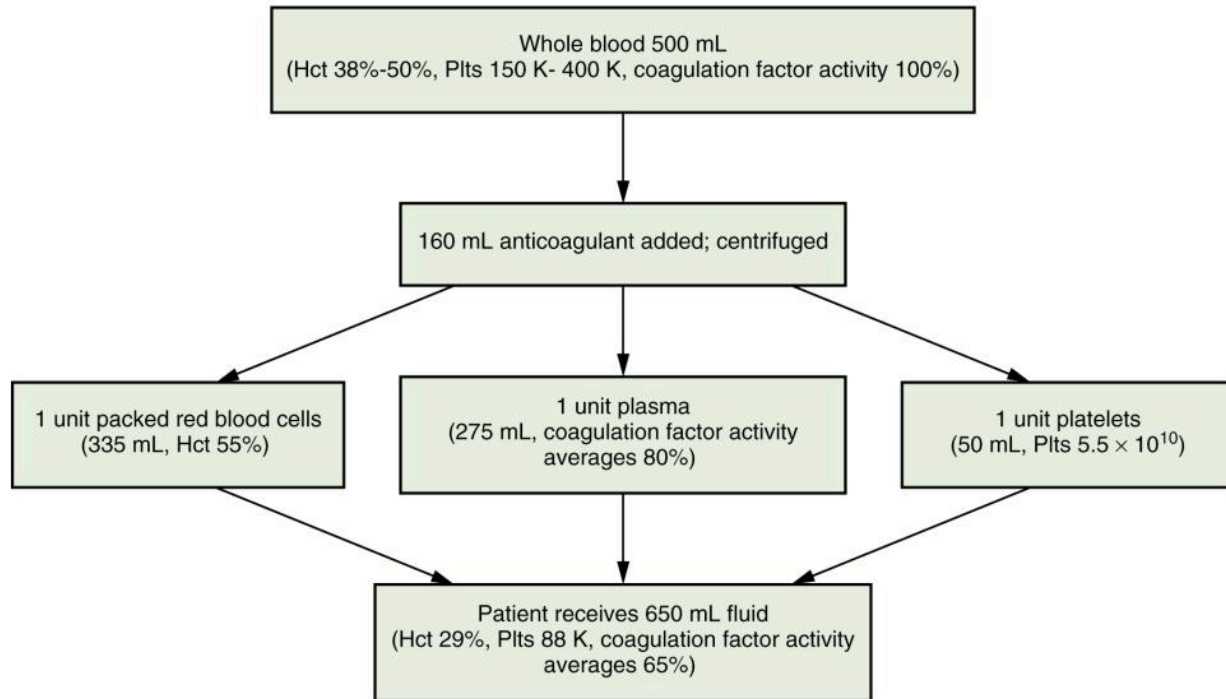 Whole blood 500 mL
(Hct 38%-50%, Plts 150 K- 400 K, coagulation factor activity 100%)
160 mL anticoagulant added; centrifuged
1 unit packed red blood cells
(335 mL, Hct 55%)
1 unit plasma
(275 mL, coagulation factor activity
averages 80%)
1 unit platelets
(50 mL, Plts 5.5 × 10¹⁰)
Patient receives 650 mL fluid
(Hct 29%, Plts 88 K, coagulation factor activity
averages 65%)